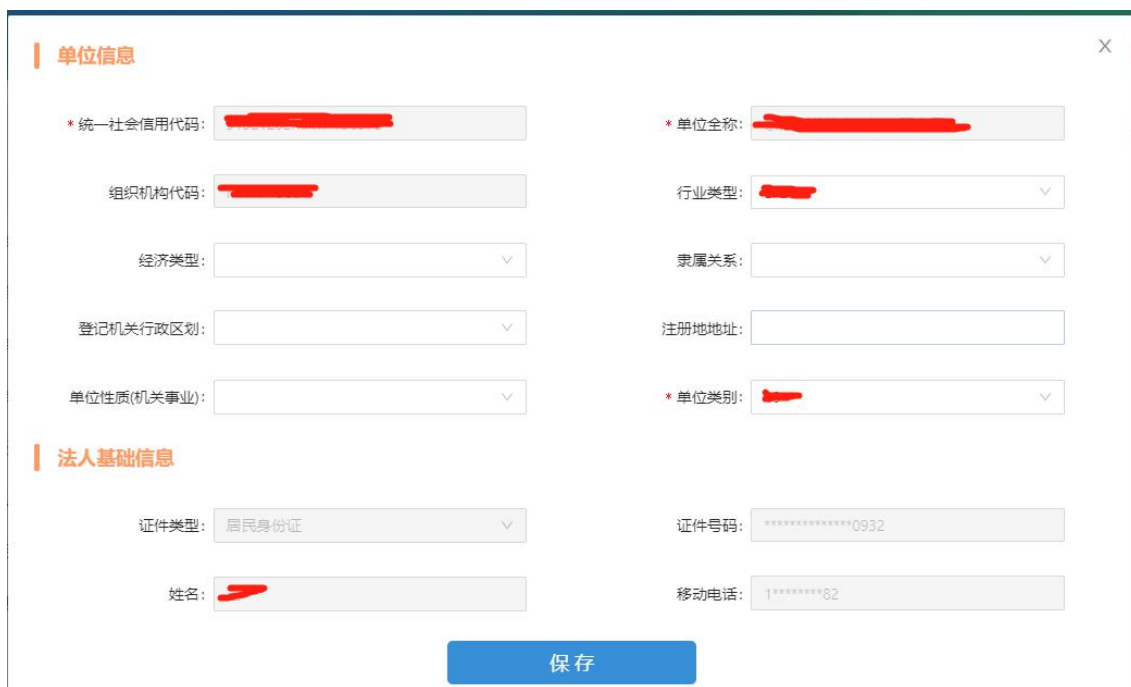 单位信息
X
* 统一社会信用代码:
* 单位全称:
组织机构代码:
行业类型:
经济类型:
隶属关系:
登记机关行政区划:
注册地地址:
单位性质(机关事业):
* 单位类别:
法人基础信息
证件类型: 居民身份证
证件号码: **************0932
姓名:
移动电话: 1********82
保存